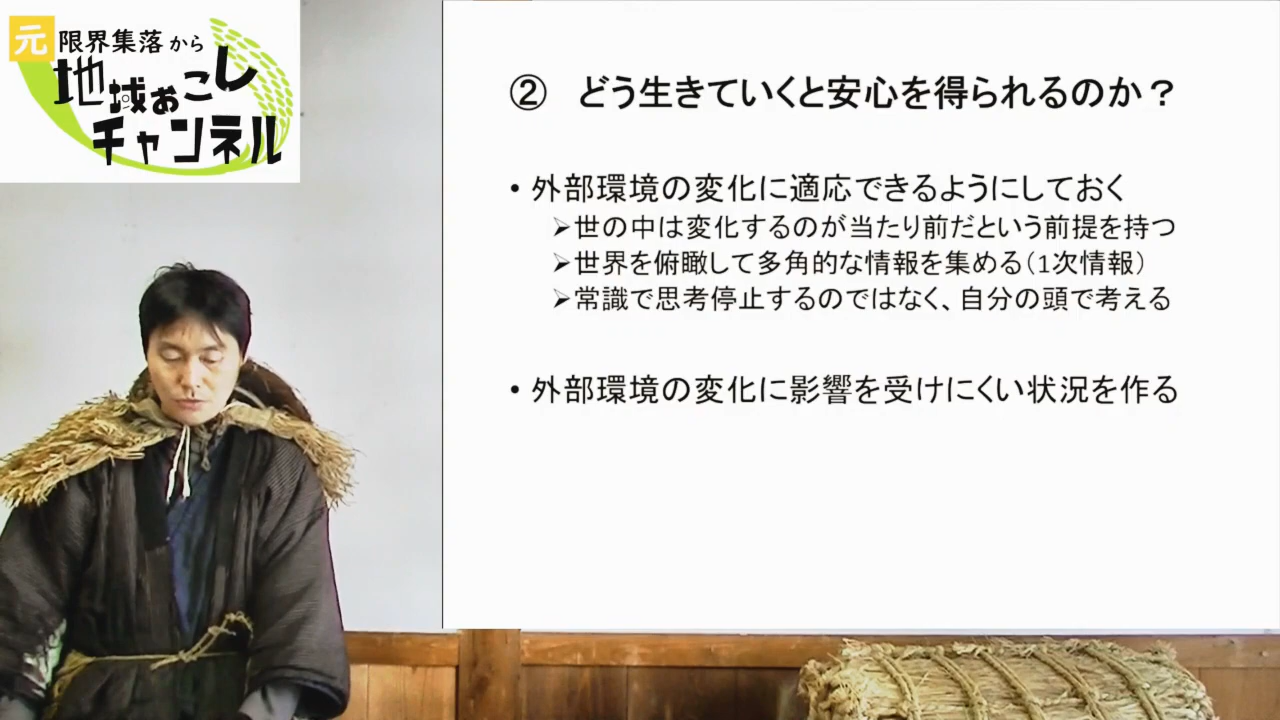 元 限界集落から
地域おこし
チャンネル
② どう生きていくと安心を得られるのか？
• 外部環境の変化に適応できるようにしておく
➢世の中は変化するのが当たり前だという前提を持つ
➢世界を俯瞰して多角的な情報を集める（1次情報）
➢常識で思考停止するのではなく、自分の頭で考える
• 外部環境の変化に影響を受けにくい状況を作る